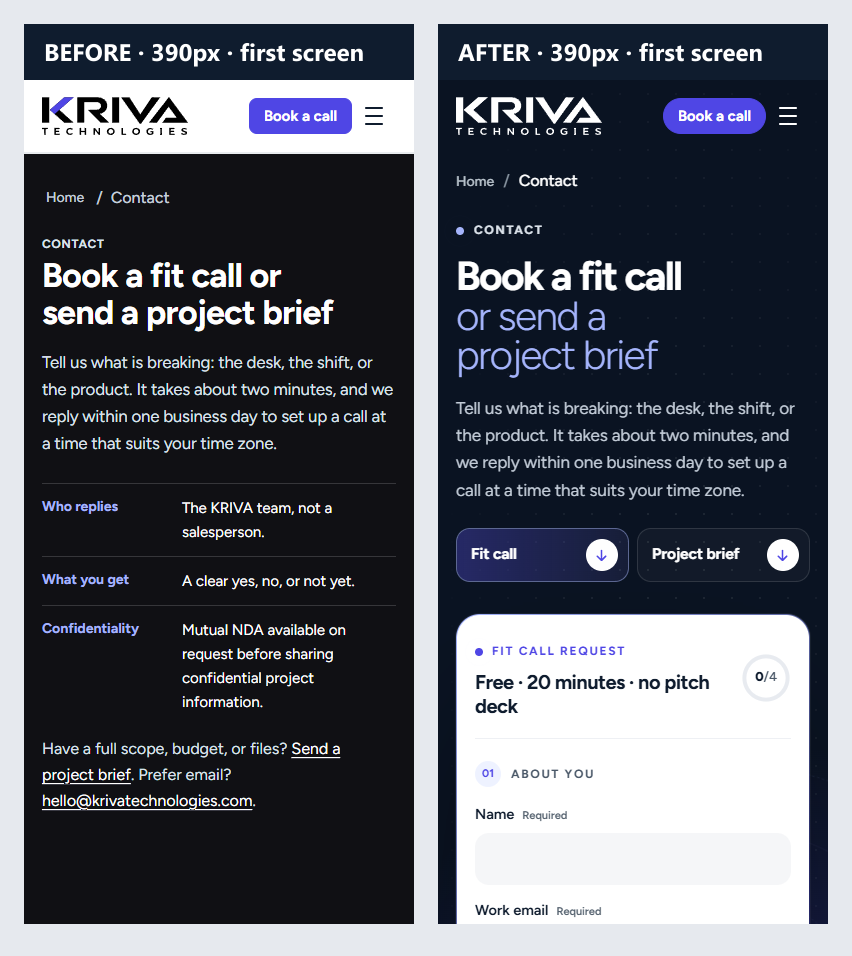 BEFORE · 390px · first screen
KRIVA
TECHNOLOGIES
Book a call
Home / Contact
CONTACT
Book a fit call or
send a project brief
Tell us what is breaking: the desk, the shift, or
the product. It takes about two minutes, and we
reply within one business day to set up a call at
a time that suits your time zone.
Who replies
The KRIVA team, not a
salesperson.
What you get
A clear yes, no, or not yet.
Confidentiality
Mutual NDA available on
request before sharing
confidential project
information.
Have a full scope, budget, or files? Send a
project brief. Prefer email?
hello@krivatechnologies.com.
AFTER · 390px · first screen
KRIVA
TECHNOLOGIES
Book a call
Home / Contact
CONTACT
Book a fit call
or send a
project brief
Tell us what is breaking: the desk, the shift, or
the product. It takes about two minutes, and
we reply within one business day to set up a
call at a time that suits your time zone.
Fit call
Project brief
FIT CALL REQUEST
Free · 20 minutes · no pitch
deck
0/4
01 ABOUT YOU
Name Required
Work email Required